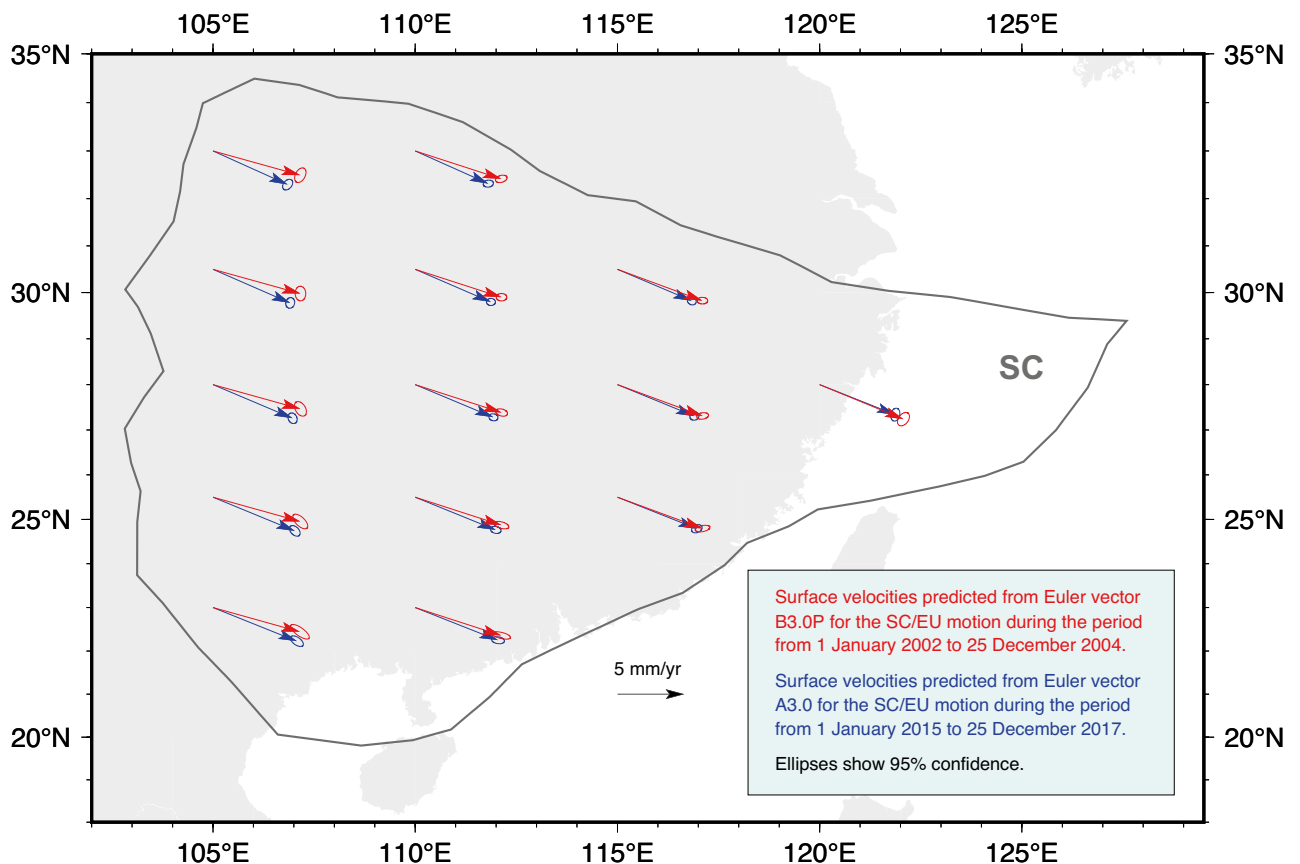 105°E 110°E 115°E 120°E 125°E
35°N 35°N
30°N 30°N
SC
25°N 25°N
Surface velocities predicted from Euler vector
B3.0P for the SC/EU motion during the period
from 1 January 2002 to 25 December 2004.
5 mm/yr
Surface velocities predicted from Euler vector
A3.0 for the SC/EU motion during the period
from 1 January 2015 to 25 December 2017.
20°N 20°N
Ellipses show 95% confidence.
105°E 110°E 115°E 120°E 125°E